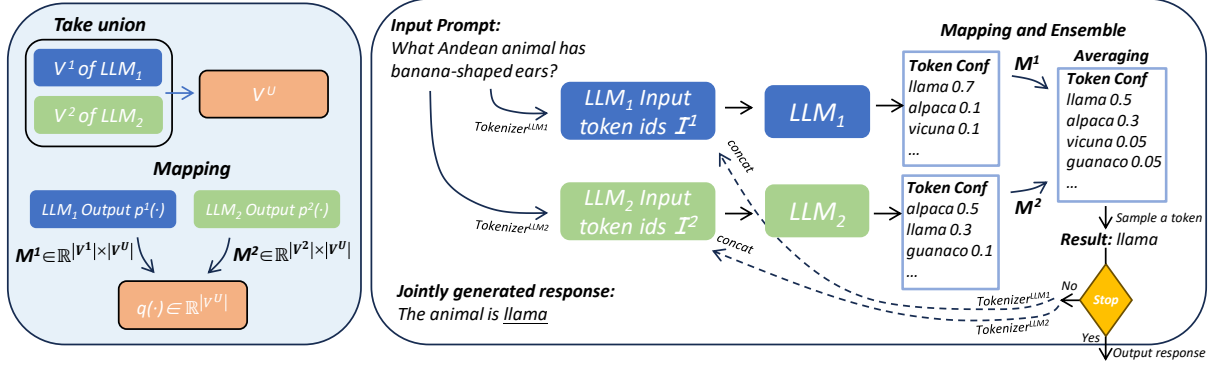 Take union
V¹ of LLM₁
V² of LLM₂
V^U
Mapping
LLM₁ Output p¹(·)
LLM₂ Output p²(·)
M¹∈ℝ^|V¹|×|V^U|
M²∈ℝ^|V²|×|V^U|
q(·)∈ ℝ^|V^U|
Input Prompt:
What Andean animal has
banana-shaped ears?
Tokenizer^LLM1
LLM₁ Input
token ids I¹
LLM₁
Tokenizer^LLM2
LLM₂ Input
token ids I²
LLM₂
concat
concat
Mapping and Ensemble
Token Conf
llama 0.7
alpaca 0.1
vicuna 0.1
...
M¹
Token Conf
alpaca 0.5
llama 0.3
guanaco 0.1
...
M²
Averaging
Token Conf
llama 0.5
alpaca 0.3
vicuna 0.05
guanaco 0.05
...
Sample a token
Result: llama
Stop
No
Tokenizer^LLM1
Tokenizer^LLM2
Yes
Output response
Jointly generated response:
The animal is llama